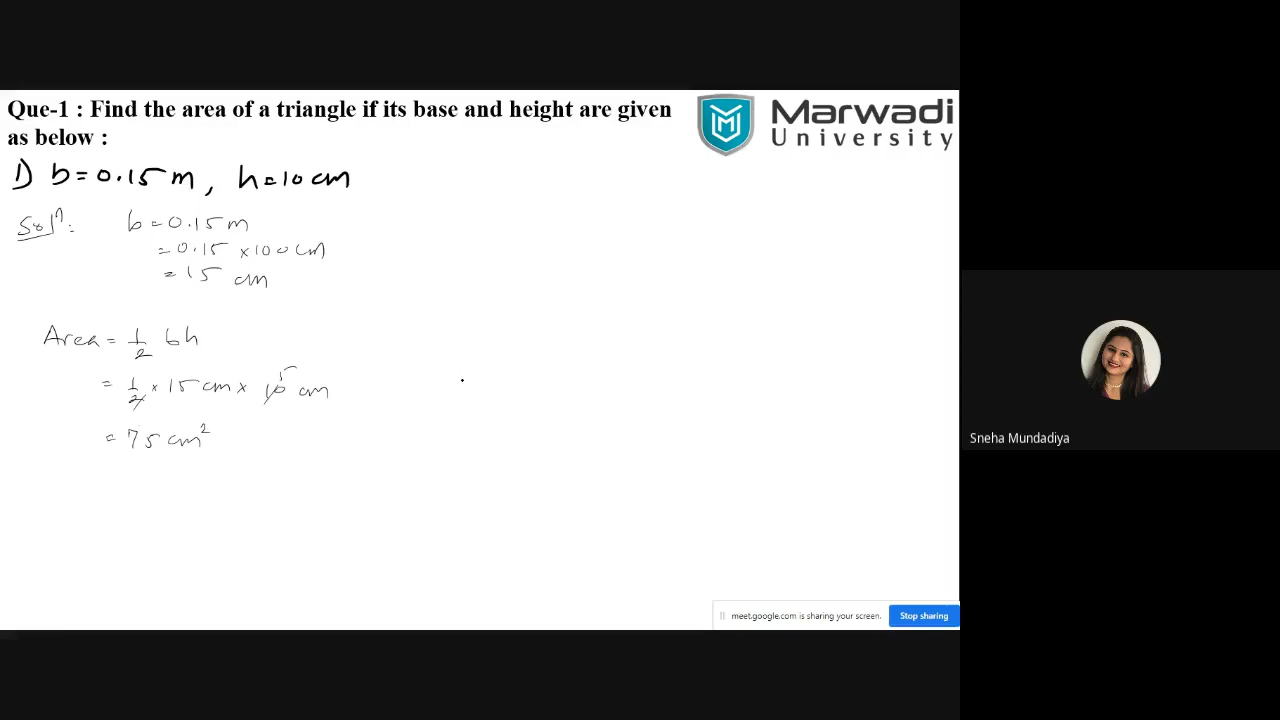 Que-1 : Find the area of a triangle if its base and height are given
as below :
Marwadi
University
1) b = 0.15 m, h = 10 cm
Solⁿ: b = 0.15 m
= 0.15 × 100 cm
= 15 cm
Area = 1/2 bh
= 1/2 × 15 cm × 10 5 cm
= 75 cm²
Sneha Mundadiya
meet.google.com is sharing your screen. Stop sharing